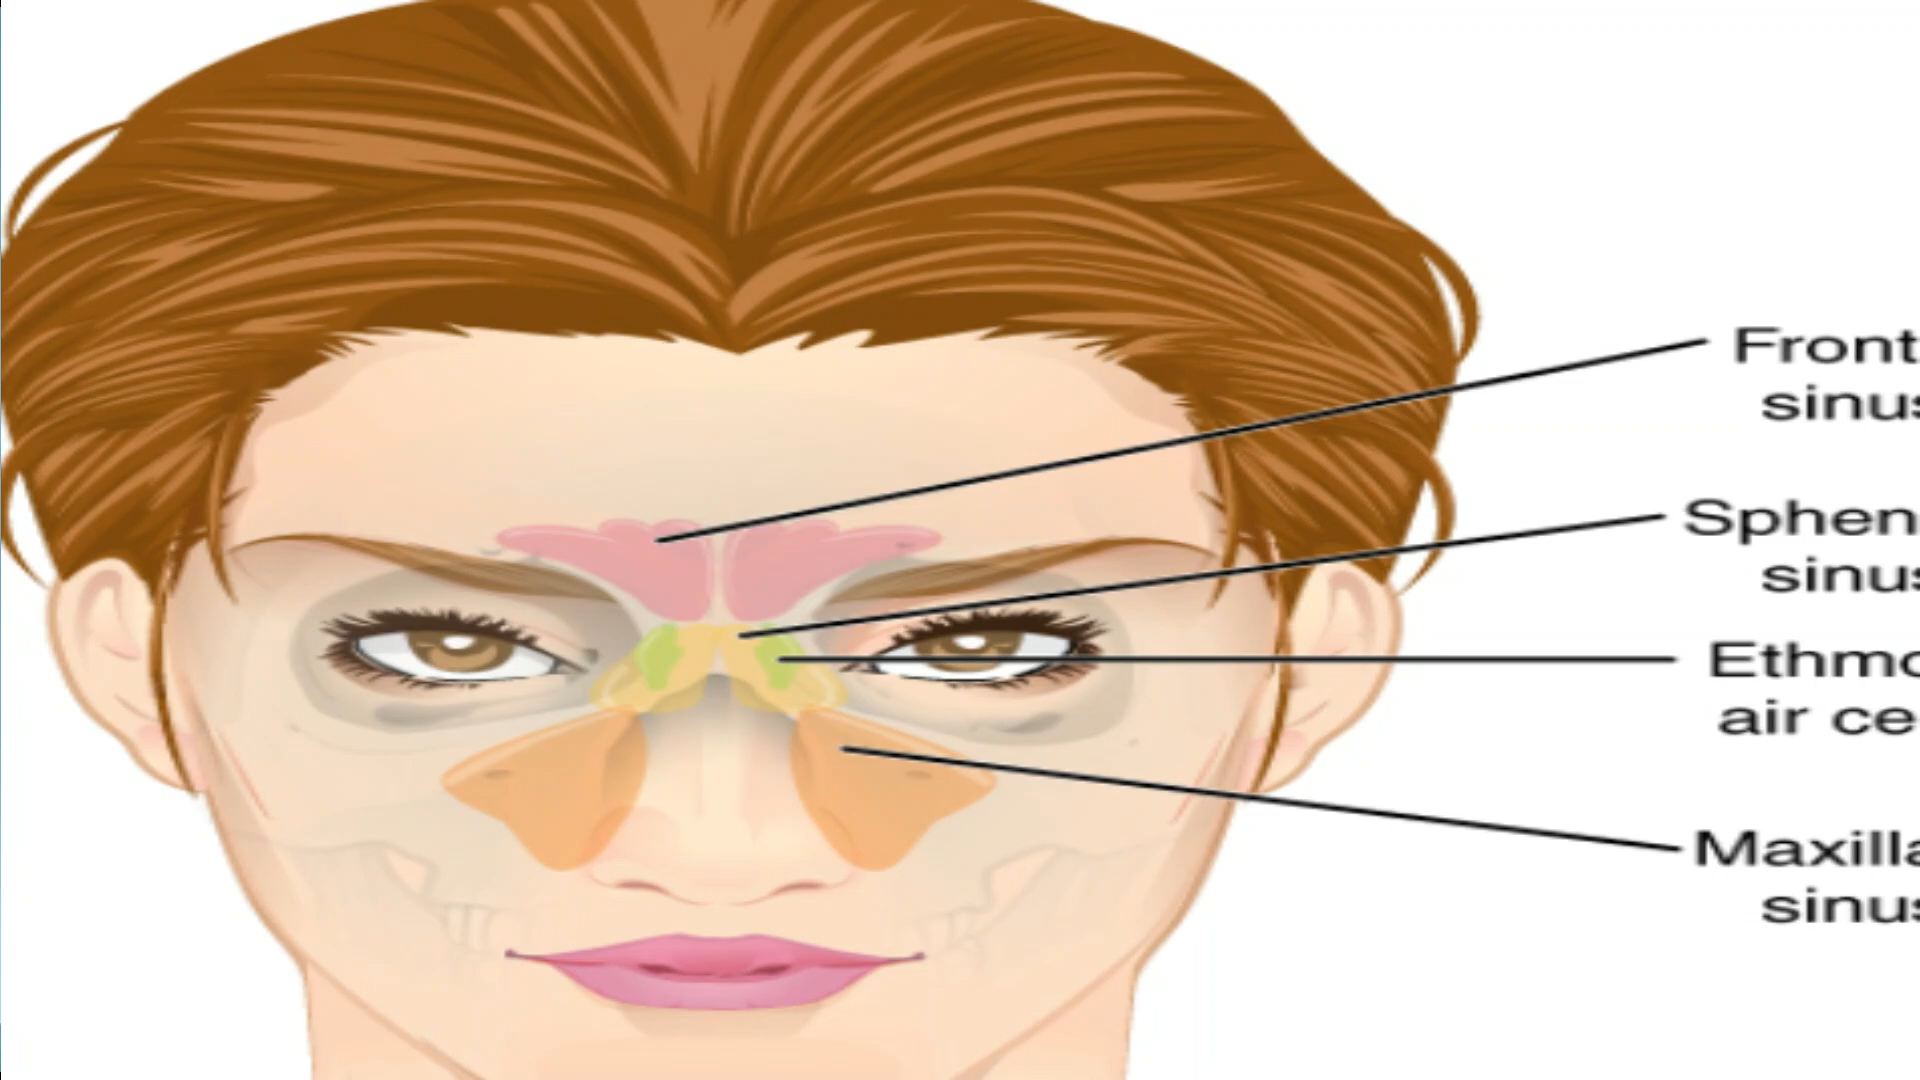 Front
sinus
Sphen
sinus
Ethmo
air ce
Maxilla
sinus